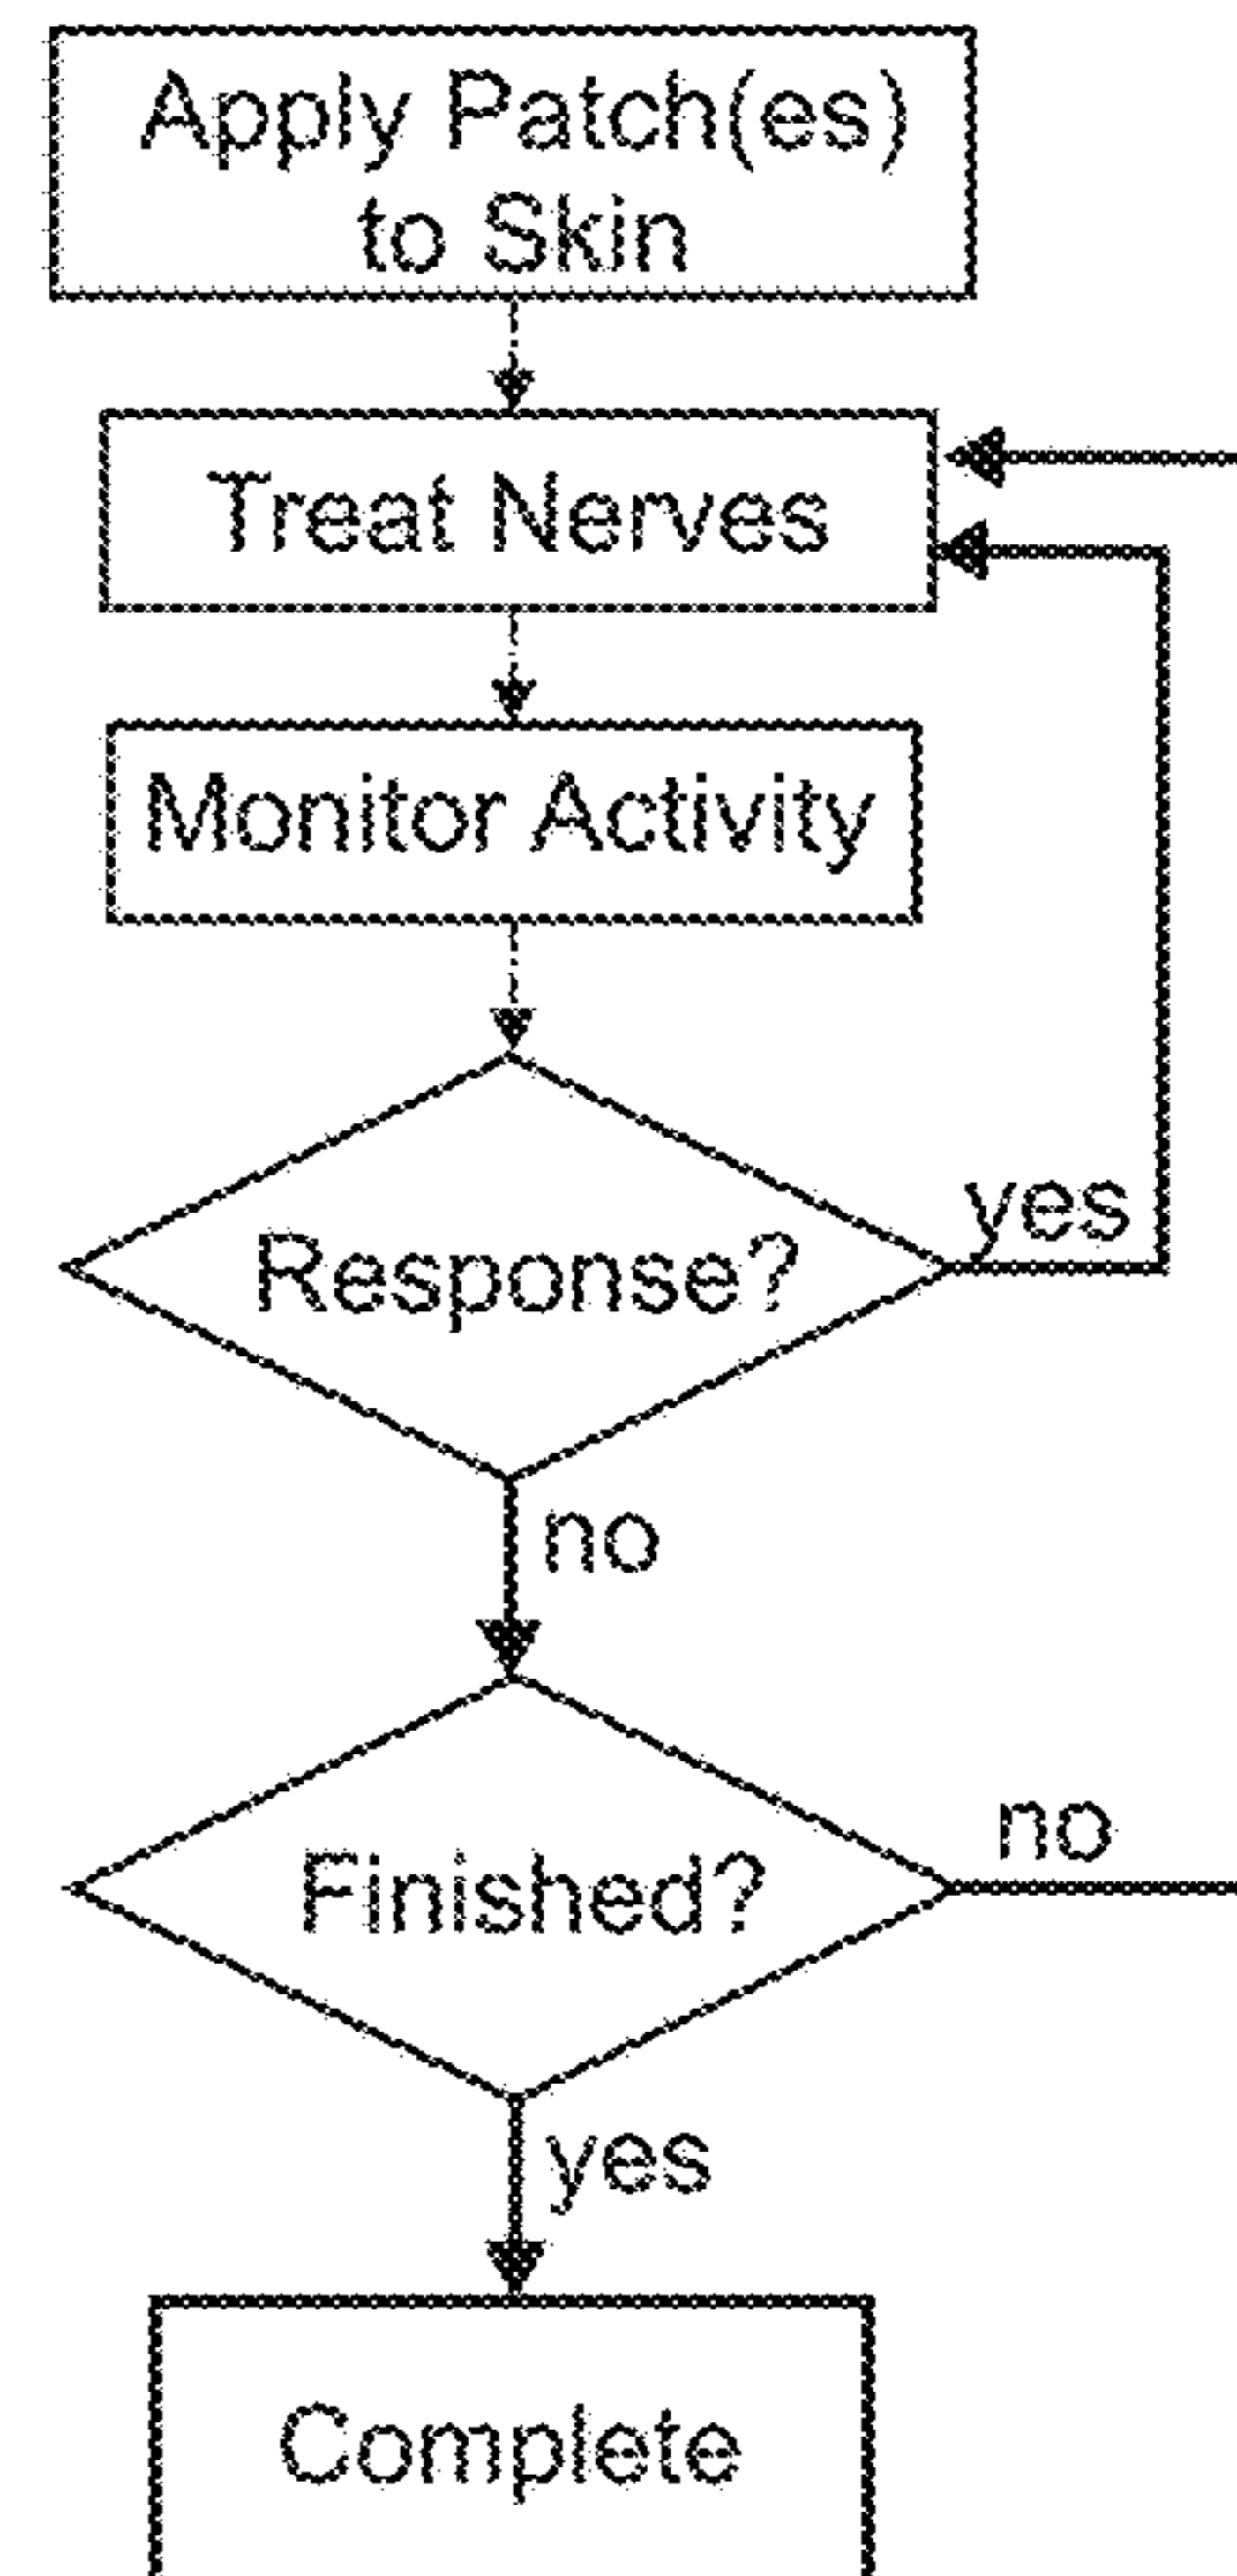 Apply Patch(es)
to Skin
Treat Nerves
Monitor Activity
Response?
yes
no
Finished?
no
yes
Complete